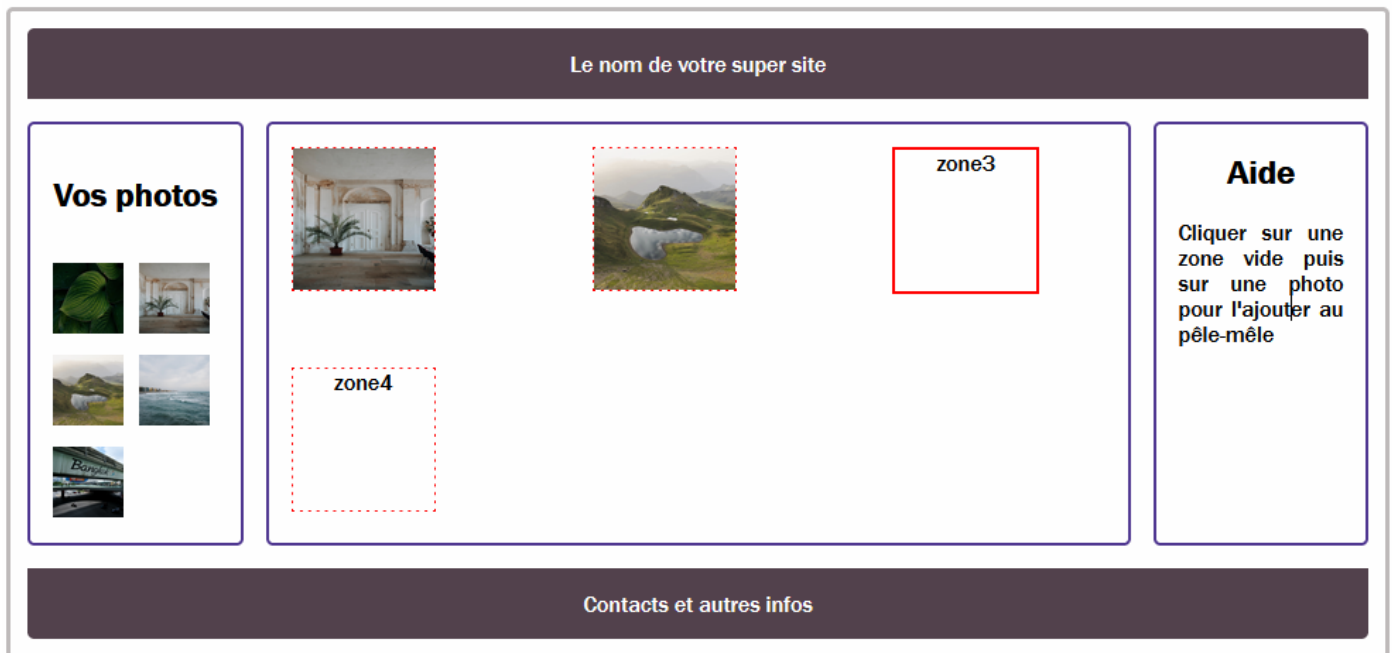 Le nom de votre super site
Vos photos
Bangkok
zone3
zone4
Aide
Cliquer sur une
zone vide puis
sur une photo
pour l'ajouter au
pêle-mêle
Contacts et autres infos